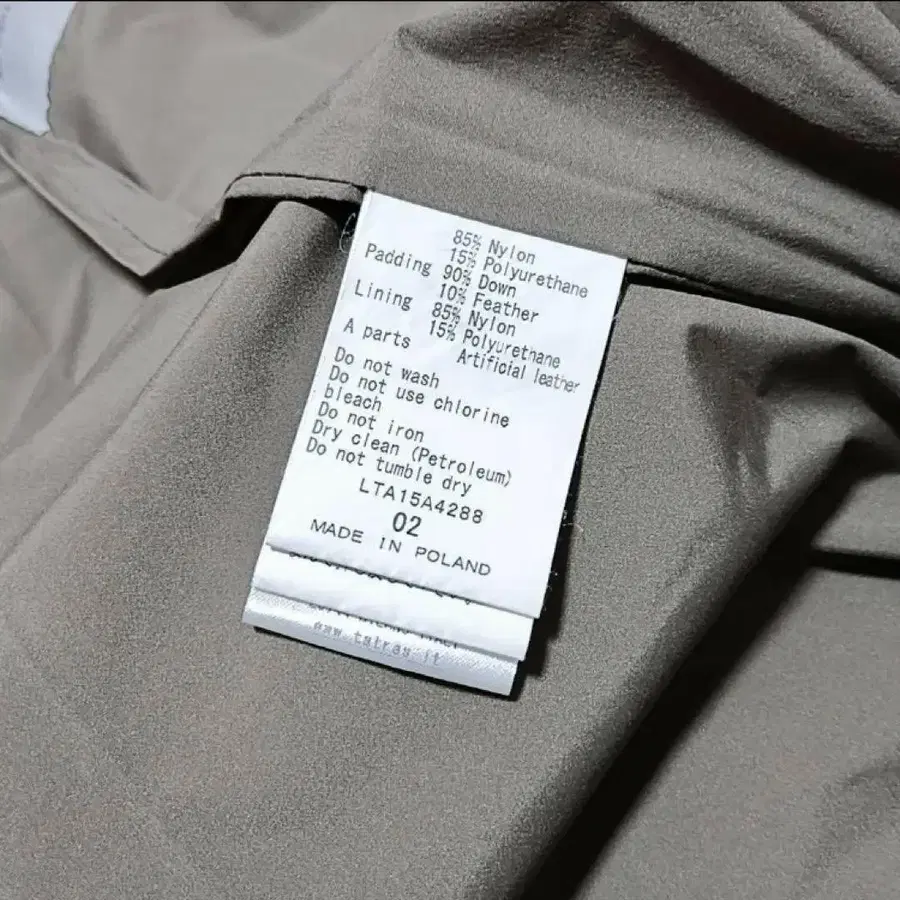 85% Nylon
15% Polyurethane
Padding 90% Down
10% Feather
Lining 85% Nylon
15% Polyurethane
A parts Artificial leather
Do not wash
Do not use chlorine
bleach
Do not iron
Dry clean (Petroleum)
Do not tumble dry
LTA15A4288
02
MADE IN POLAND
www.tatras.it